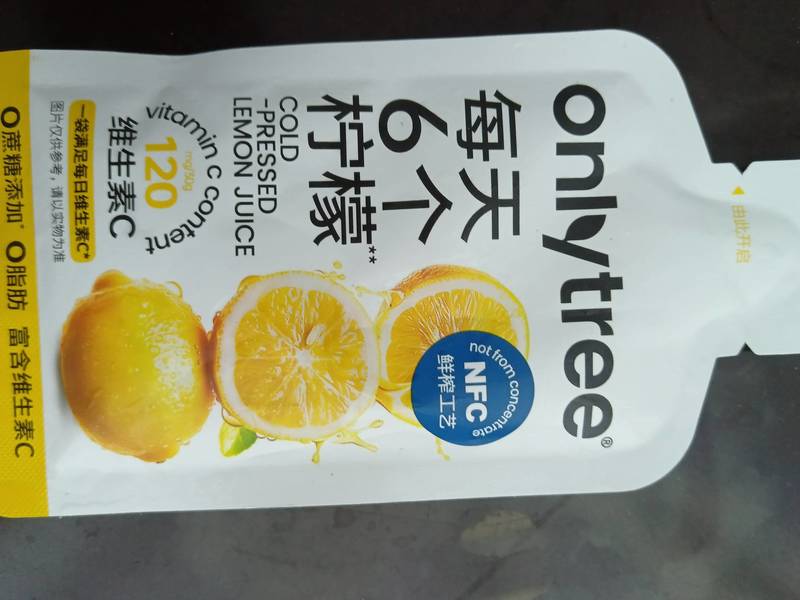 由此开启
onlytree®
每天
6个
柠檬**
COLD
-PRESSED
LEMON JUICE
not from concentrate
NFC
鲜榨工艺
vitamin C content
mg/50g
120
维生素C
一袋满足每日维生素C*
图片仅供参考，请以实物为准
0蔗糖添加* 0脂肪 富含维生素C